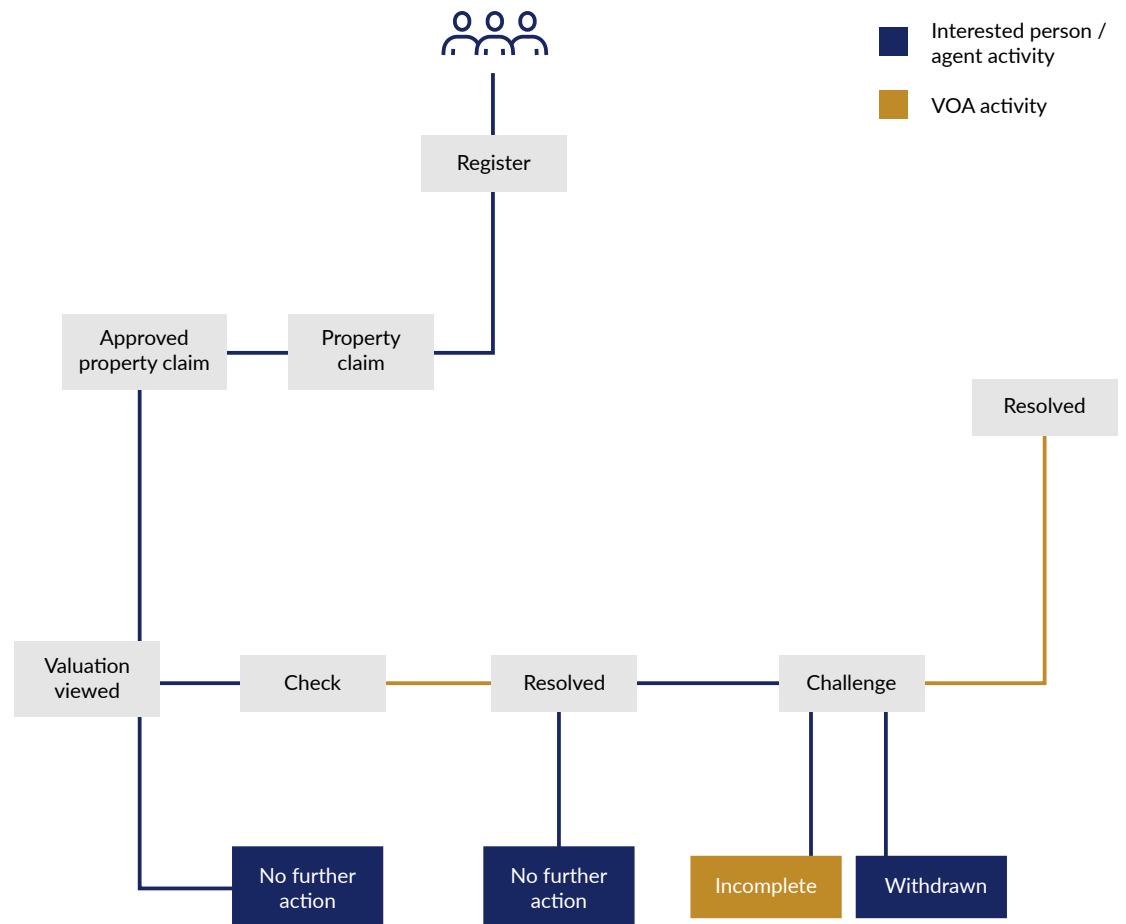 Interested person /
agent activity
VOA activity
Register
Approved
property claim
Property
claim
Resolved
Valuation
viewed
Check
Resolved
Challenge
No further
action
No further
action
Incomplete
Withdrawn